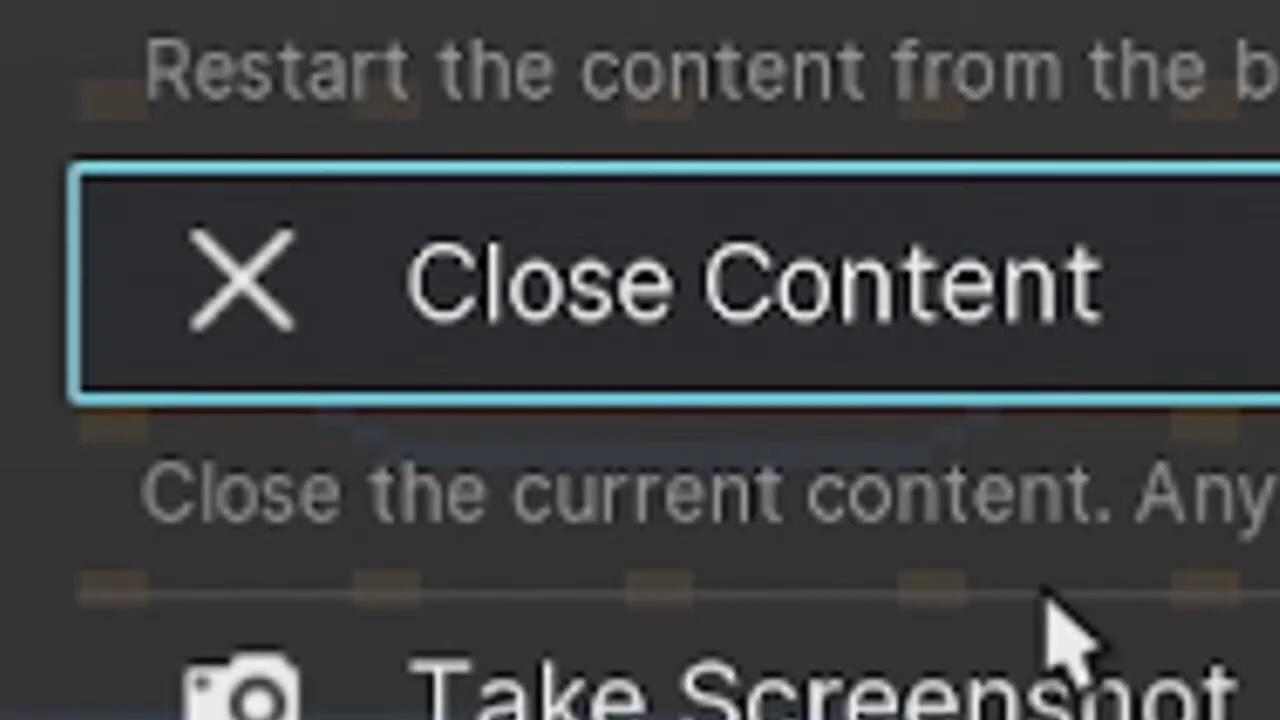 Restart the content from the b
Close Content
Close the current content. Any
Take Screenshot